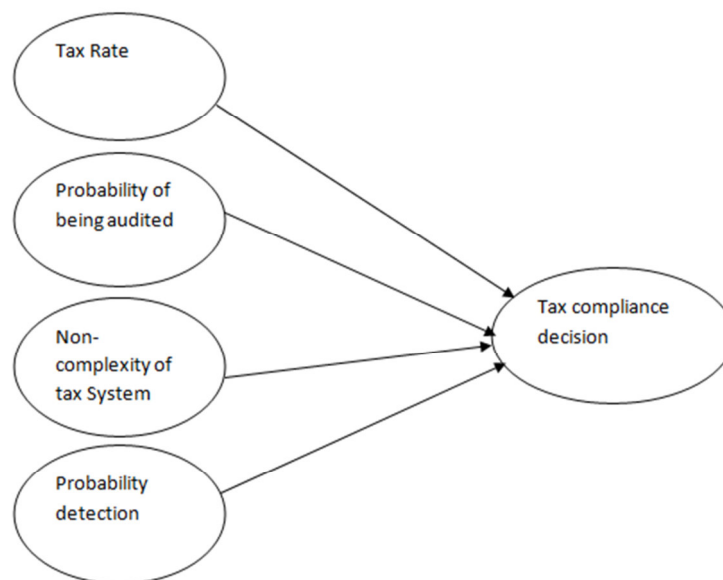 Tax Rate
Probability of
being audited
Non-
complexity of
tax System
Probability
detection
Tax compliance
decision